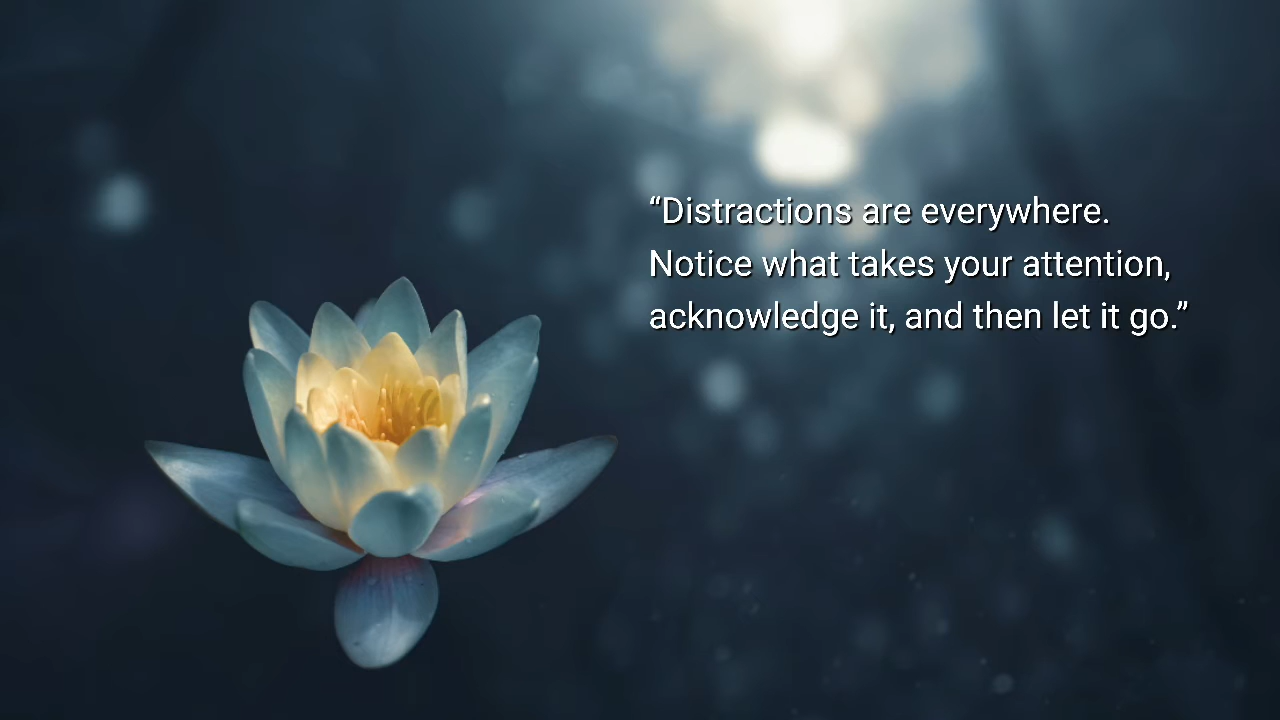 “Distractions are everywhere.
Notice what takes your attention,
acknowledge it, and then let it go.”